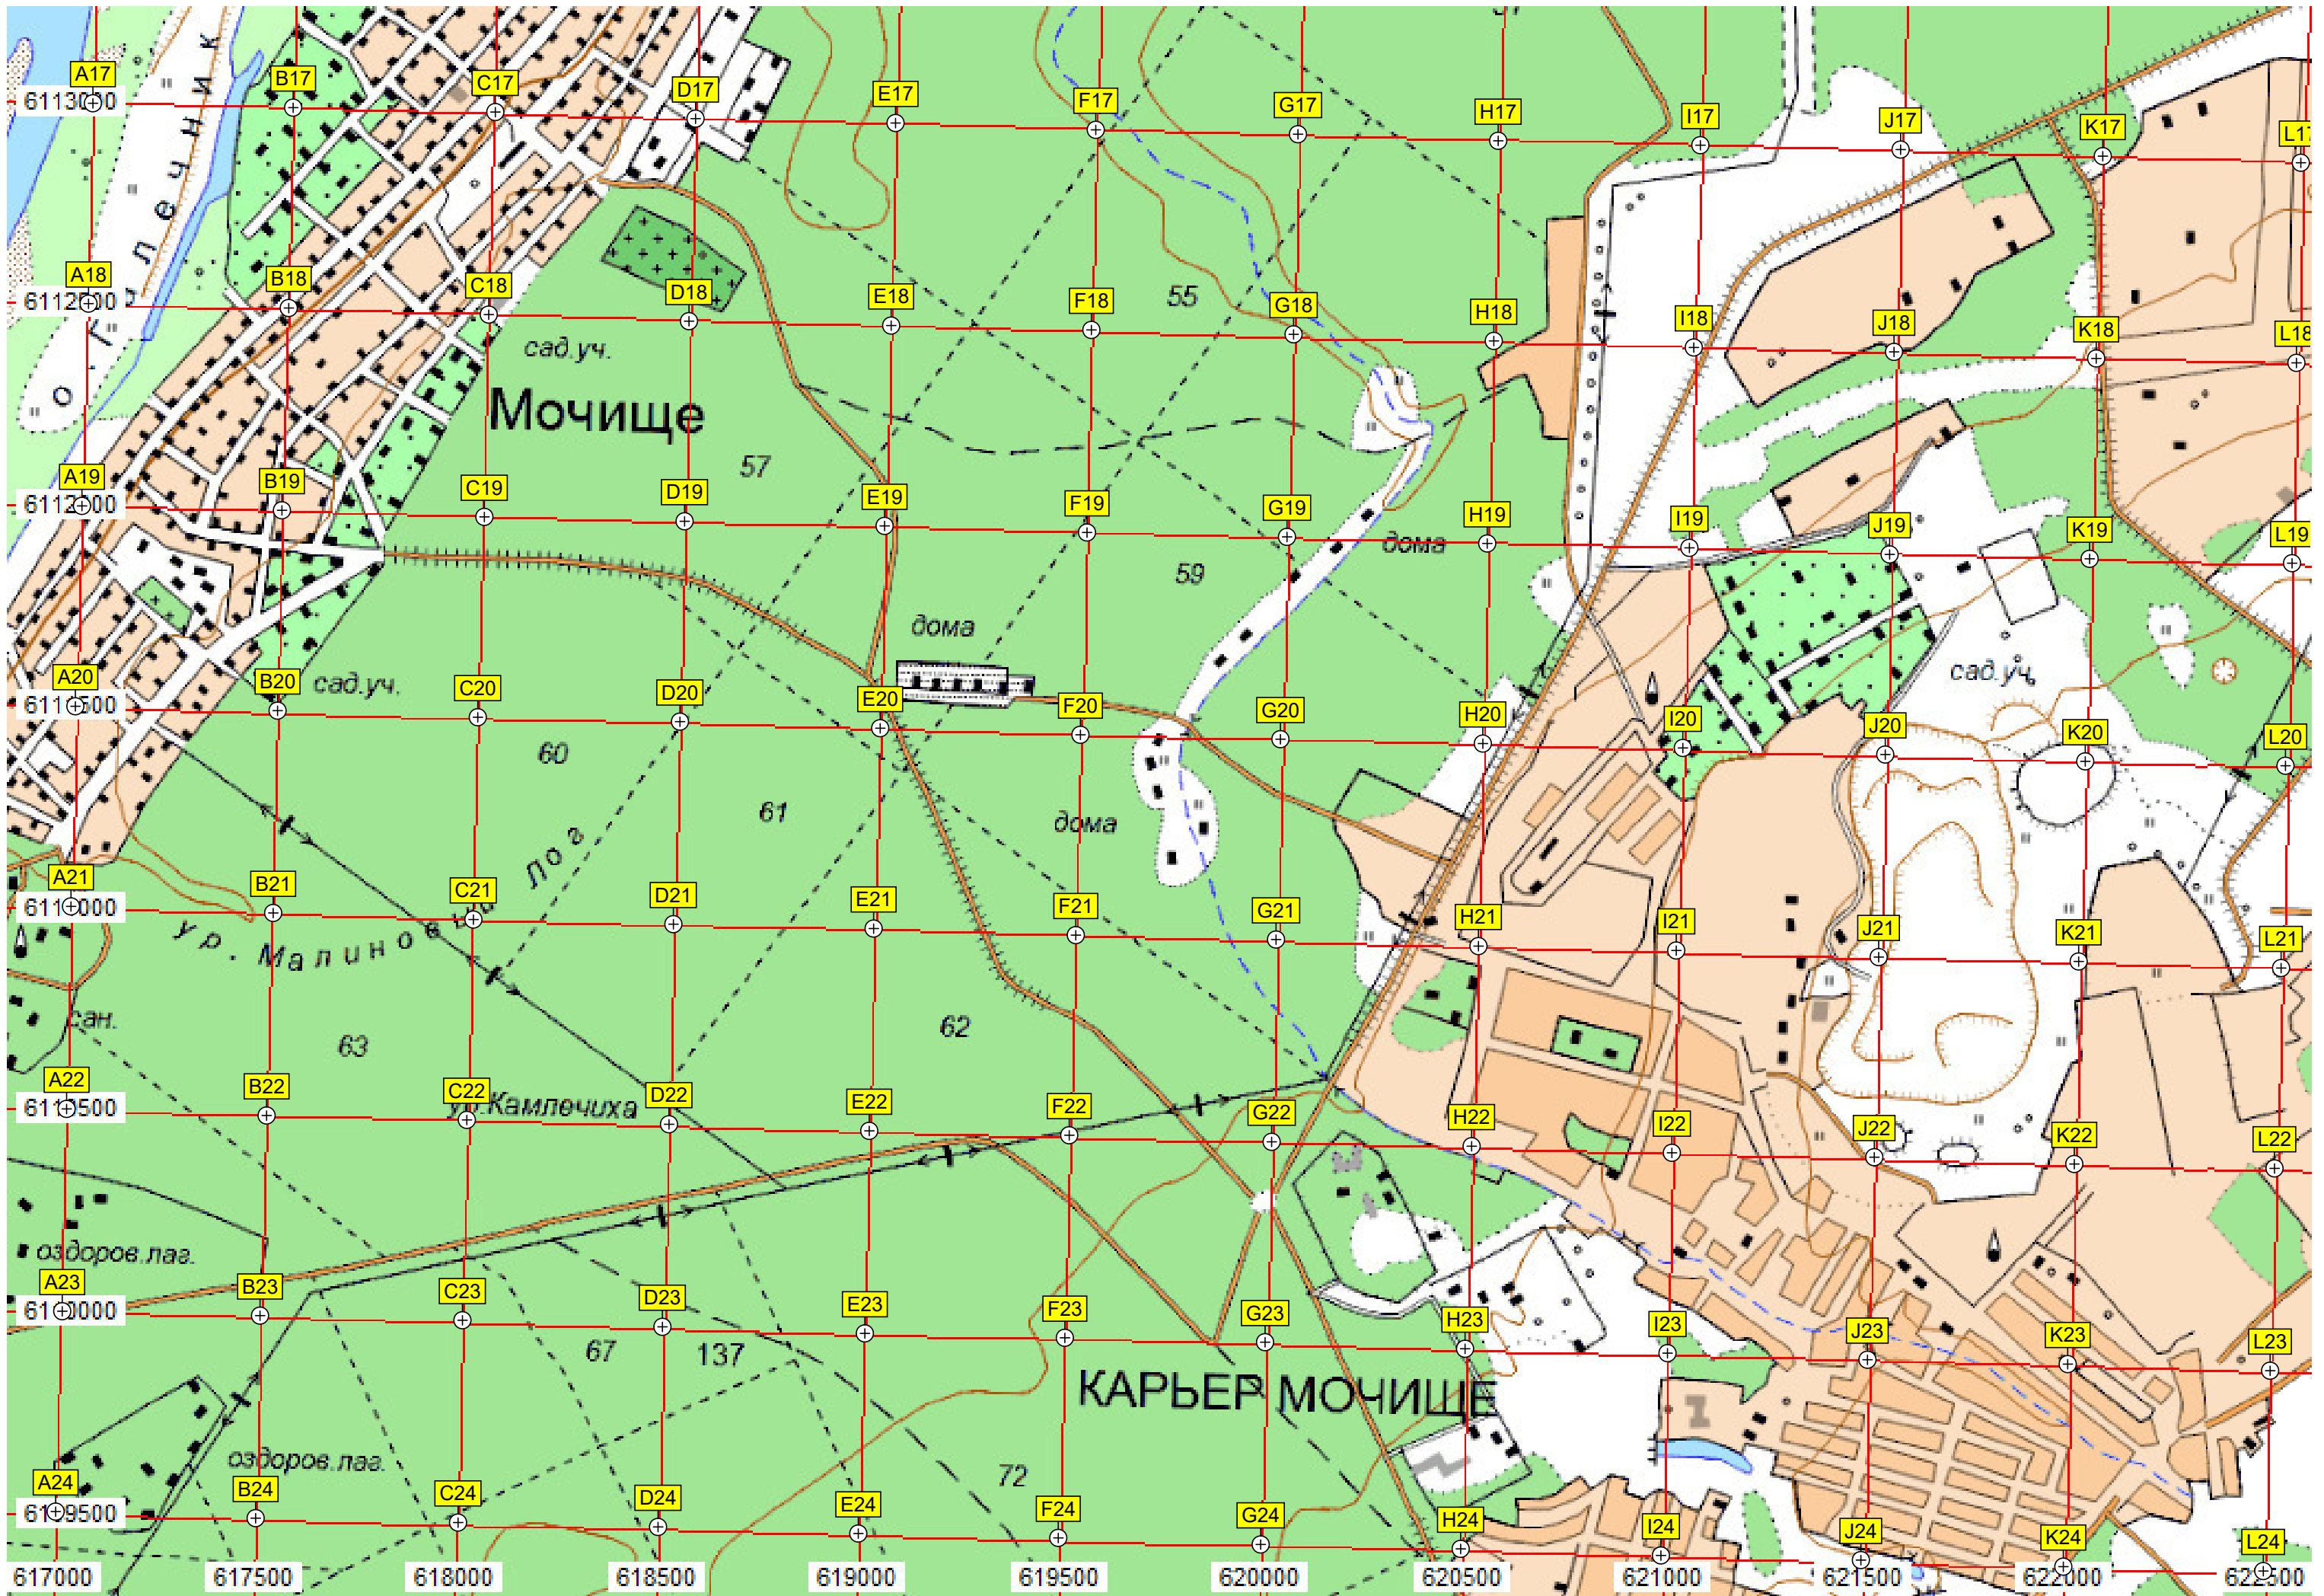 A17 B17 C17 D17 E17 F17 G17 H17 I17 J17 K17 L17
6113000
55
A18 B18 C18 D18 E18 F18 G18 H18 I18 J18 K18 L18
6112500
сад.уч.
Мочище
57
A19 B19 C19 D19 E19 F19 G19 H19 I19 J19 K19 L19
6112000
дома
59
дома
сад.уч.
сад.уч.
A20 B20 C20 D20 E20 F20 G20 H20 I20 J20 K20 L20
6111500
60
61
дома
A21 B21 C21 D21 E21 F21 G21 H21 I21 J21 K21 L21
6111000
ур. Малиновый Лог
сан.
63
62
A22 B22 C22 D22 E22 F22 G22 H22 I22 J22 K22 L22
6110500
ур.Камлечиха
оздоров.лаг.
A23 B23 C23 D23 E23 F23 G23 H23 I23 J23 K23 L23
6110000
67
137
КАРЬЕР МОЧИЩЕ
оздоров.лаг.
72
A24 B24 C24 D24 E24 F24 G24 H24 I24 J24 K24 L24
6109500
617000 617500 618000 618500 619000 619500 620000 620500 621000 621500 622000 622500